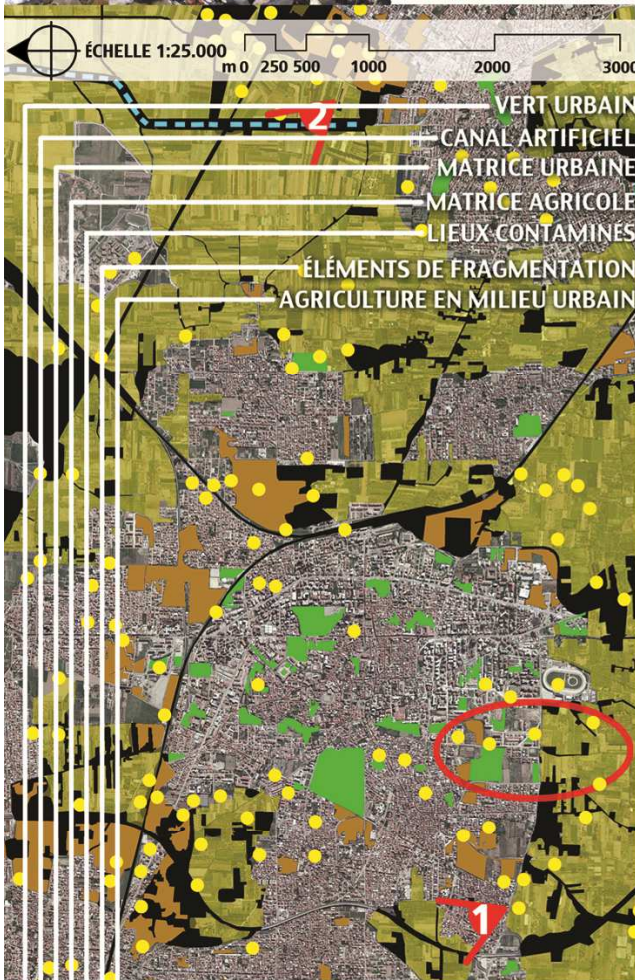 ÉCHELLE 1:25.000
m 0 250 500 1000 2000 3000
2
VERT URBAIN
CANAL ARTIFICIEL
MATRICE URBAINE
MATRICE AGRICOLE
LIEUX CONTAMINÉS
ÉLÉMENTS DE FRAGMENTATION
AGRICULTURE EN MILIEU URBAIN
1